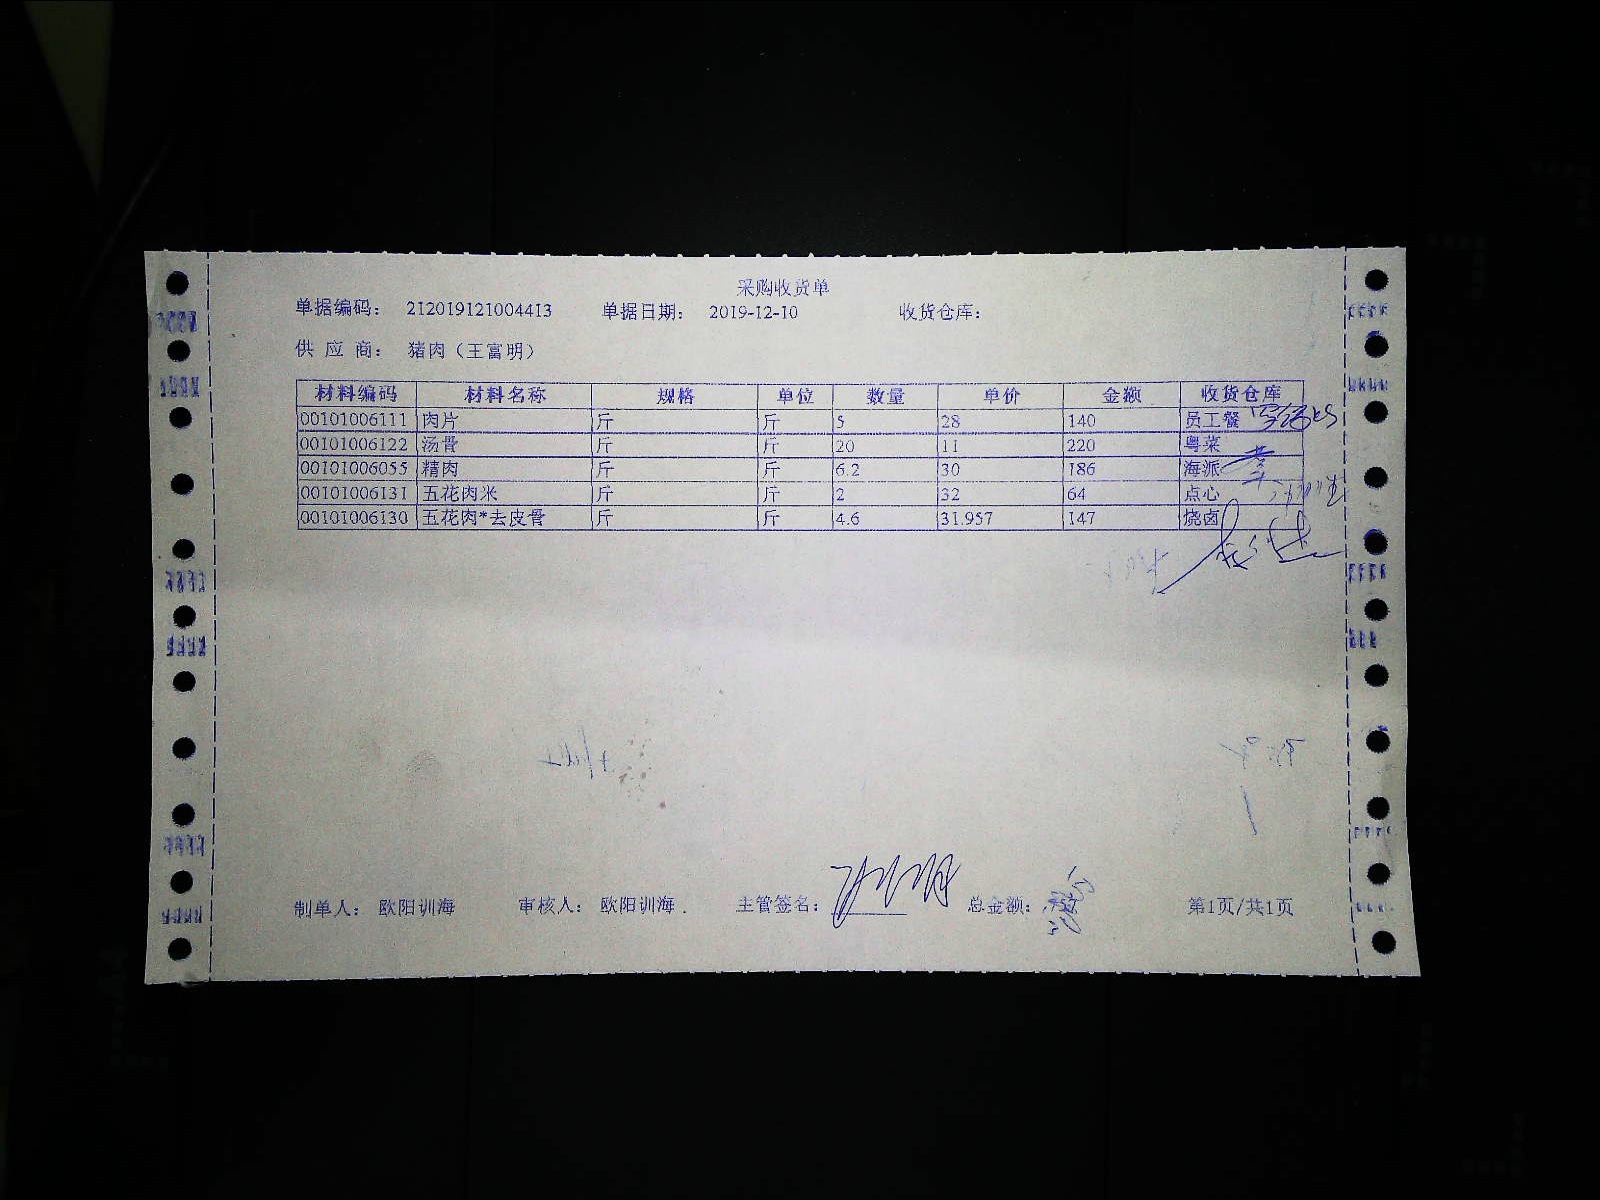 采购收货单
单据编码： 212019121004413 单据日期： 2019-12-10 收货仓库：
供 应 商： 猪肉（王富明）
材料编码 材料名称 规格 单位 数量 单价 金额 收货仓库
00101006111 肉片 斤 斤 5 28 140 员工餐
00101006122 汤骨 斤 斤 20 11 220 粤菜
00101006055 精肉 斤 斤 6.2 30 186 海派
00101006131 五花肉米 斤 斤 2 32 64 点心
00101006130 五花肉*去皮骨 斤 斤 4.6 31.957 147 烧卤
制单人： 欧阳训海 审核人： 欧阳训海 主管签名： 总金额： 第1页/共1页